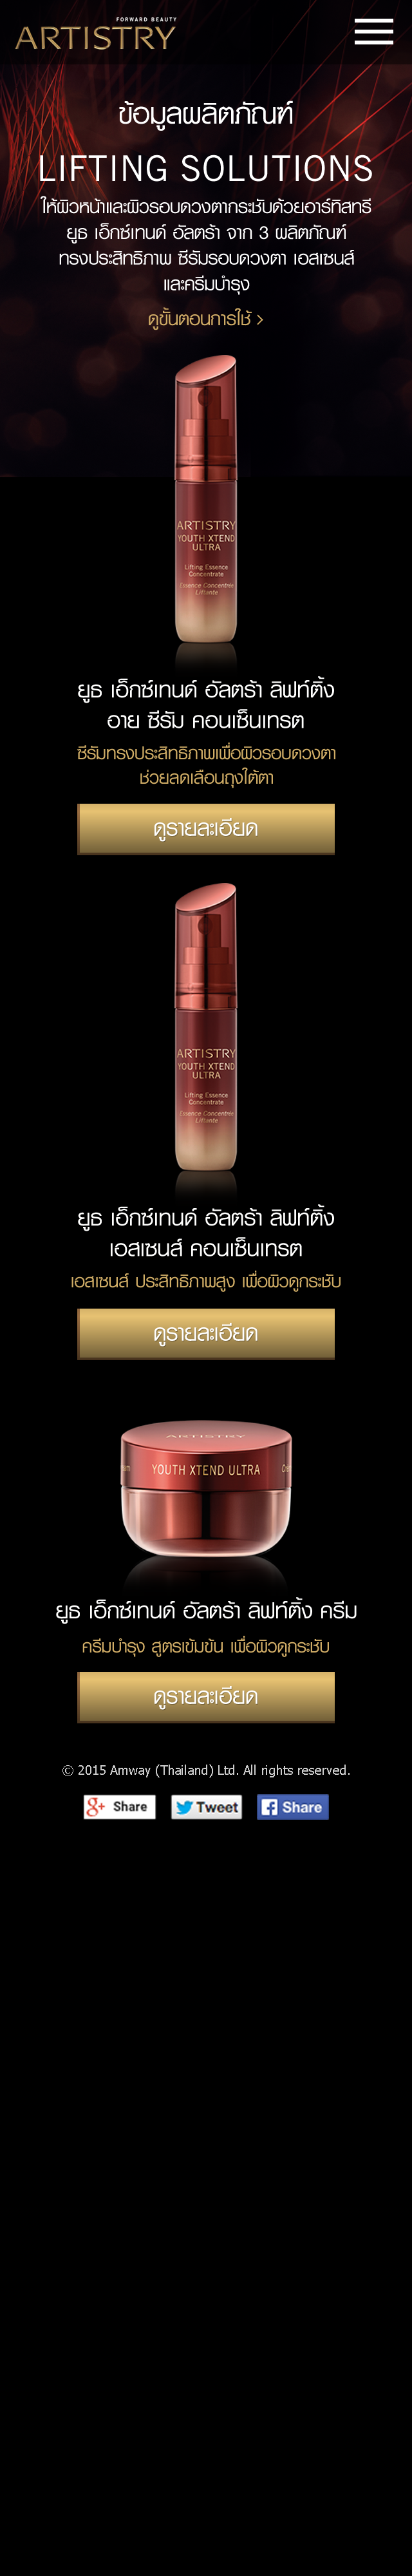 FORWARD BEAUTY
ARTISTRY
ข้อมูลผลิตภัณฑ์
LIFTING SOLUTIONS
ให้ผิวหน้าและผิวรอบดวงตากระชับด้วยอาร์ทิสทรี
ยูธ เอ็กซ์เทนด์ อัลตร้า จาก 3 ผลิตภัณฑ์
ทรงประสิทธิภาพ ซีรัมรอบดวงตา เอสเซนส์
และครีมบำรุง
ดูขั้นตอนการใช้ >
ARTISTRY
YOUTH XTEND
ULTRA
Lifting Essence
Concentrate
Essence Concentrée
Liftante
ยูธ เอ็กซ์เทนด์ อัลตร้า ลิฟท์ติ้ง
อาย ซีรัม คอนเซ็นเทรต
ซีรัมทรงประสิทธิภาพเพื่อผิวรอบดวงตา
ช่วยลดเลือนถุงใต้ตา
ดูรายละเอียด
ARTISTRY
YOUTH XTEND
ULTRA
Lifting Essence
Concentrate
Essence Concentrée
Liftante
ยูธ เอ็กซ์เทนด์ อัลตร้า ลิฟท์ติ้ง
เอสเซนส์ คอนเซ็นเทรต
เอสเซนส์ ประสิทธิภาพสูง เพื่อผิวดูกระชับ
ดูรายละเอียด
ARTISTRY
YOUTH XTEND ULTRA
ยูธ เอ็กซ์เทนด์ อัลตร้า ลิฟท์ติ้ง ครีม
ครีมบำรุง สูตรเข้มข้น เพื่อผิวดูกระชับ
ดูรายละเอียด
© 2015 Amway (Thailand) Ltd. All rights reserved.
Share Tweet Share